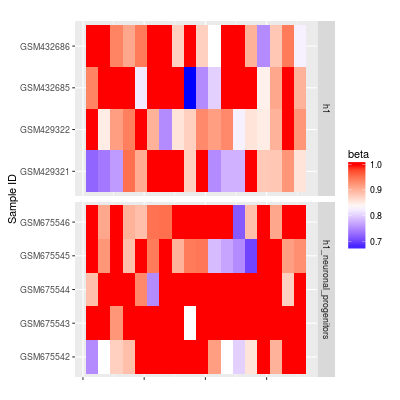 Sample ID
GSM432686
GSM432685
GSM429322
GSM429321
h1
GSM675546
GSM675545
GSM675544
GSM675543
GSM675542
h1_neuronal_progenitors
beta
1.0
0.9
0.8
0.7